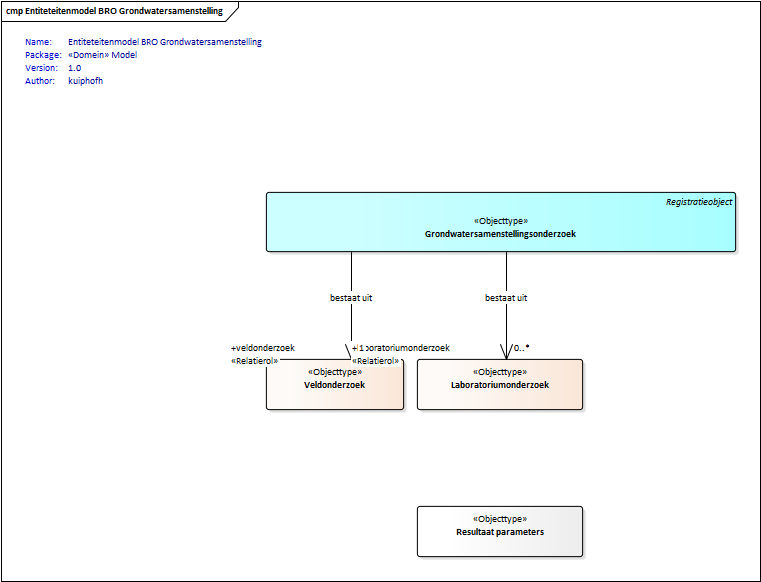 cmp Entiteteitenmodel BRO Grondwatersamenstelling
Name: Entiteteitenmodel BRO Grondwatersamenstelling
Package: «Domein» Model
Version: 1.0
Author: kuiphofh
Registratieobject
«Objecttype»
Grondwatersamenstellingsonderzoek
bestaat uit bestaat uit
+veldonderzoek 1 0..*
«Relatierol» «Relatierol»
«Objecttype»
Veldonderzoek
«Objecttype»
Laboratoriumonderzoek
«Objecttype»
Resultaat parameters